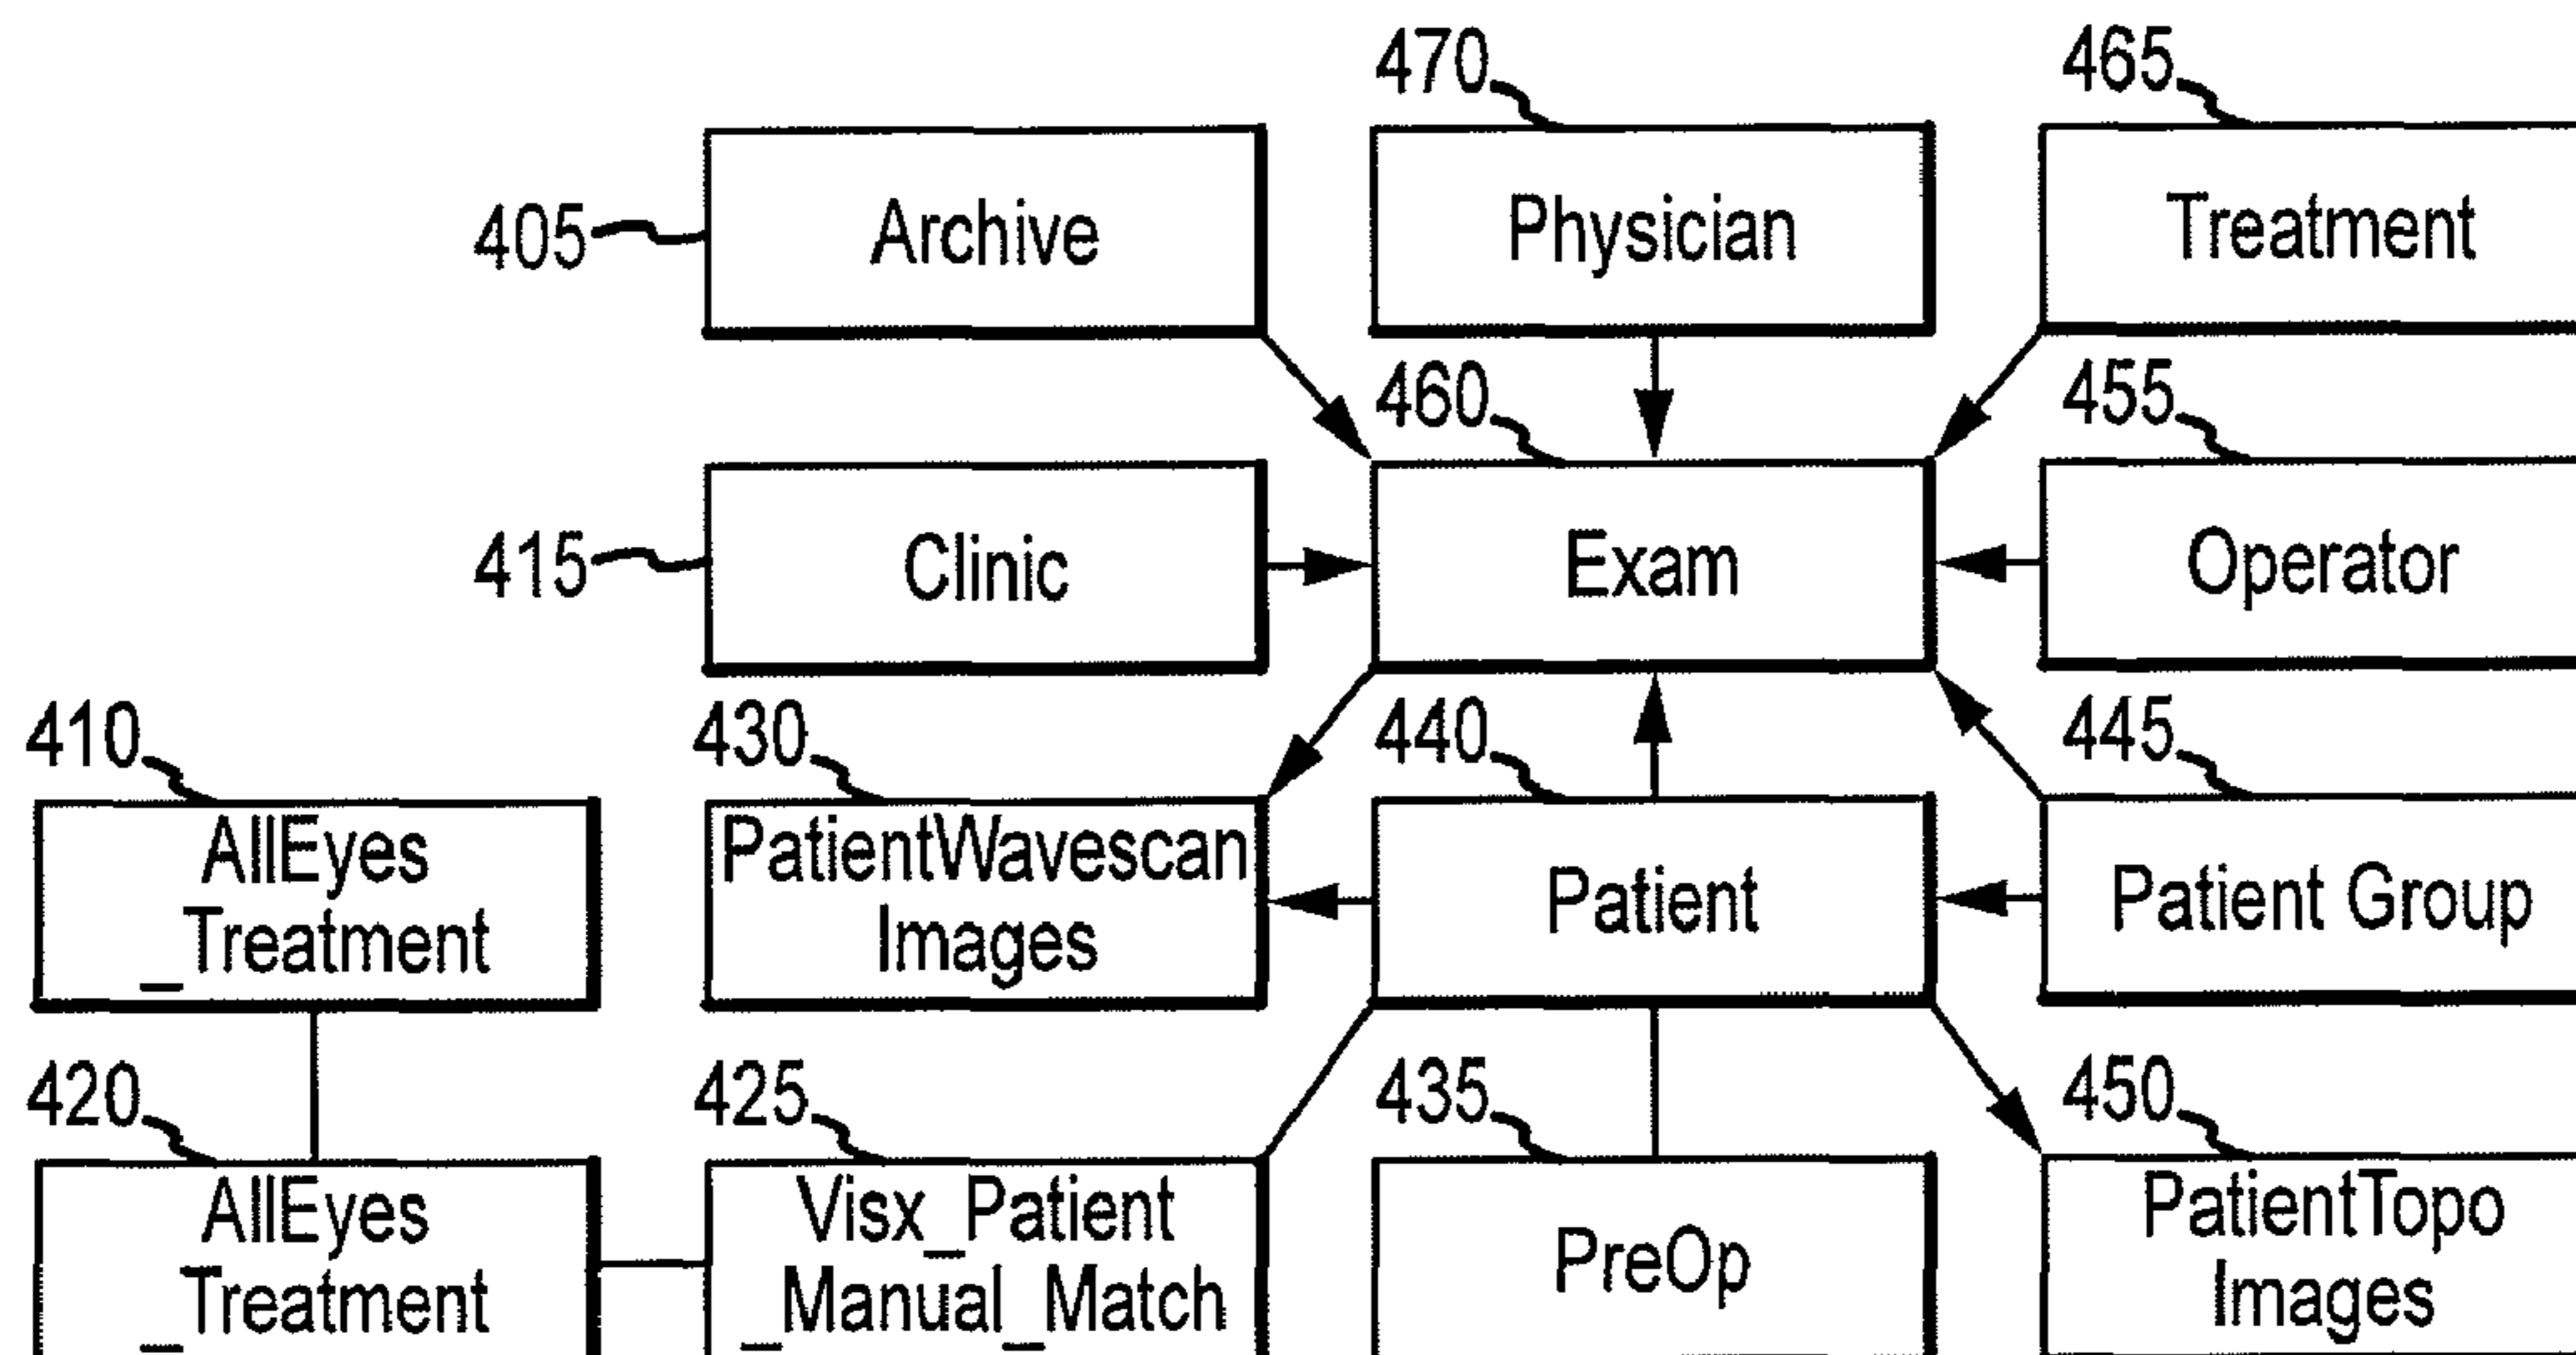 470
465
405
Archive
Physician
Treatment
460
455
415
Clinic
Exam
Operator
410
430
440
445
AllEyes
_Treatment
PatientWavescan
Images
Patient
Patient Group
420
425
435
450
AllEyes
_Treatment
Visx_Patient
_Manual_Match
PreOp
PatientTopo
Images